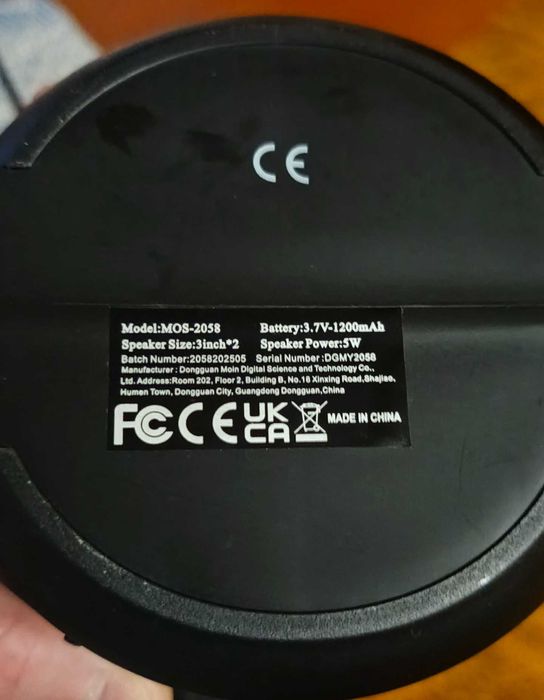 CE
Model:MOS-2058 Battery:3.7V-1200mAh
Speaker Size:3inch*2 Speaker Power:5W
Batch Number:2058202505 Serial Number :DGMY2058
Manufacturer : Dongguan Moin Digital Science and Technology Co.,
Ltd. Address:Room 202, Floor 2, Building B, No.18 Xinxing Road,Shajiao,
Humen Town, Dongguan City, Guangdong Dongguan,China
FC CE UK CA MADE IN CHINA